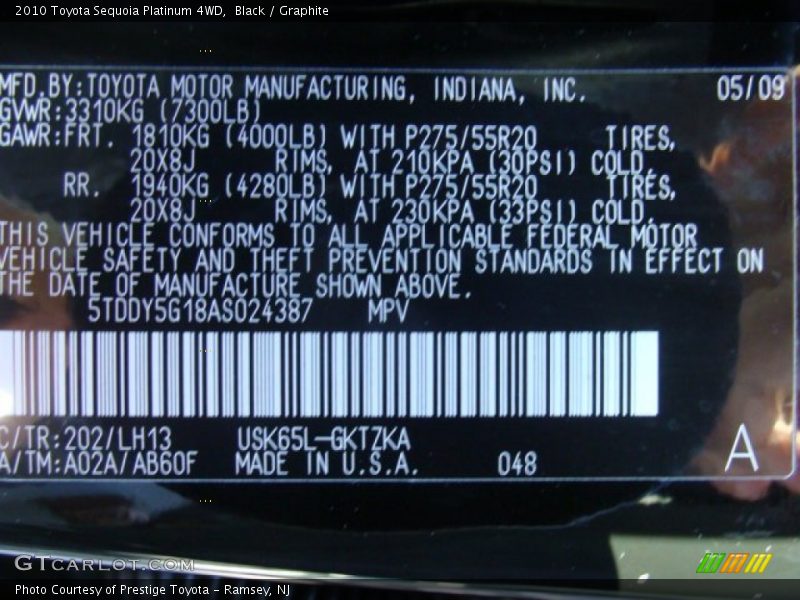 2010 Toyota Sequoia Platinum 4WD, Black / Graphite
MFD.BY:TOYOTA MOTOR MANUFACTURING, INDIANA, INC. 05/09
GVWR:3310KG (7300LB)
GAWR:FRT. 1810KG (4000LB) WITH P275/55R20 TIRES,
20X8J RIMS, AT 210KPA (30PSI) COLD.
RR. 1940KG (4280LB) WITH P275/55R20 TIRES,
20X8J RIMS, AT 230KPA (33PSI) COLD.
THIS VEHICLE CONFORMS TO ALL APPLICABLE FEDERAL MOTOR
VEHICLE SAFETY AND THEFT PREVENTION STANDARDS IN EFFECT ON
THE DATE OF MANUFACTURE SHOWN ABOVE.
5TDDY5G18AS024387 MPV
C/TR:202/LH13 USK65L-GKTZKA
A/TM:A02A/AB60F MADE IN U.S.A. 048 A
GTCARLOT.COM
Photo Courtesy of Prestige Toyota - Ramsey, NJ